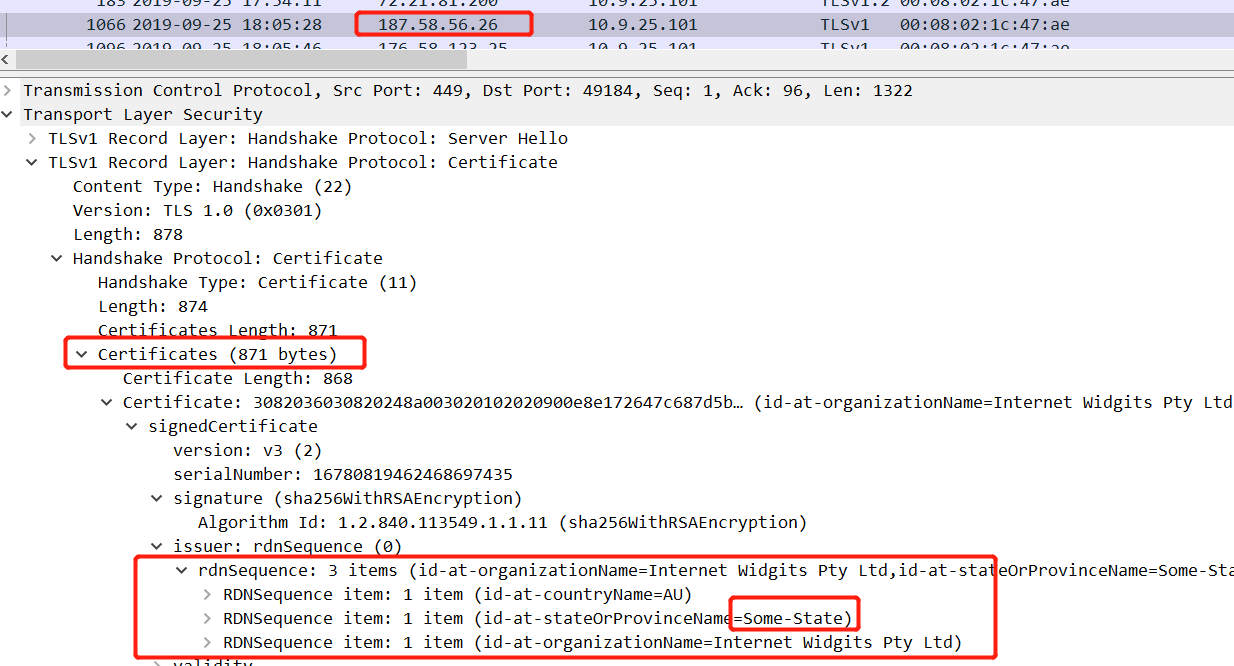 183 2019-09-25 17:54:11 72.21.81.200 10.9.25.101 TLSv1.2 00:08:02:1c:47:ae
1066 2019-09-25 18:05:28 187.58.56.26 10.9.25.101 TLSv1 00:08:02:1c:47:ae
1096 2019-09-25 18:05:46 176.58.123.25 10.9.25.101 TLSv1 00:08:02:1c:47:ae
Transmission Control Protocol, Src Port: 449, Dst Port: 49184, Seq: 1, Ack: 96, Len: 1322
Transport Layer Security
TLSv1 Record Layer: Handshake Protocol: Server Hello
TLSv1 Record Layer: Handshake Protocol: Certificate
Content Type: Handshake (22)
Version: TLS 1.0 (0x0301)
Length: 878
Handshake Protocol: Certificate
Handshake Type: Certificate (11)
Length: 874
Certificates Length: 871
Certificates (871 bytes)
Certificate Length: 868
Certificate: 3082036030820248a003020102020900e8e172647c687d5b… (id-at-organizationName=Internet Widgits Pty Ltd
signedCertificate
version: v3 (2)
serialNumber: 16780819462468697435
signature (sha256WithRSAEncryption)
Algorithm Id: 1.2.840.113549.1.1.11 (sha256WithRSAEncryption)
issuer: rdnSequence (0)
rdnSequence: 3 items (id-at-organizationName=Internet Widgits Pty Ltd,id-at-stateOrProvinceName=Some-Sta
RDNSequence item: 1 item (id-at-countryName=AU)
RDNSequence item: 1 item (id-at-stateOrProvinceName=Some-State)
RDNSequence item: 1 item (id-at-organizationName=Internet Widgits Pty Ltd)
validity